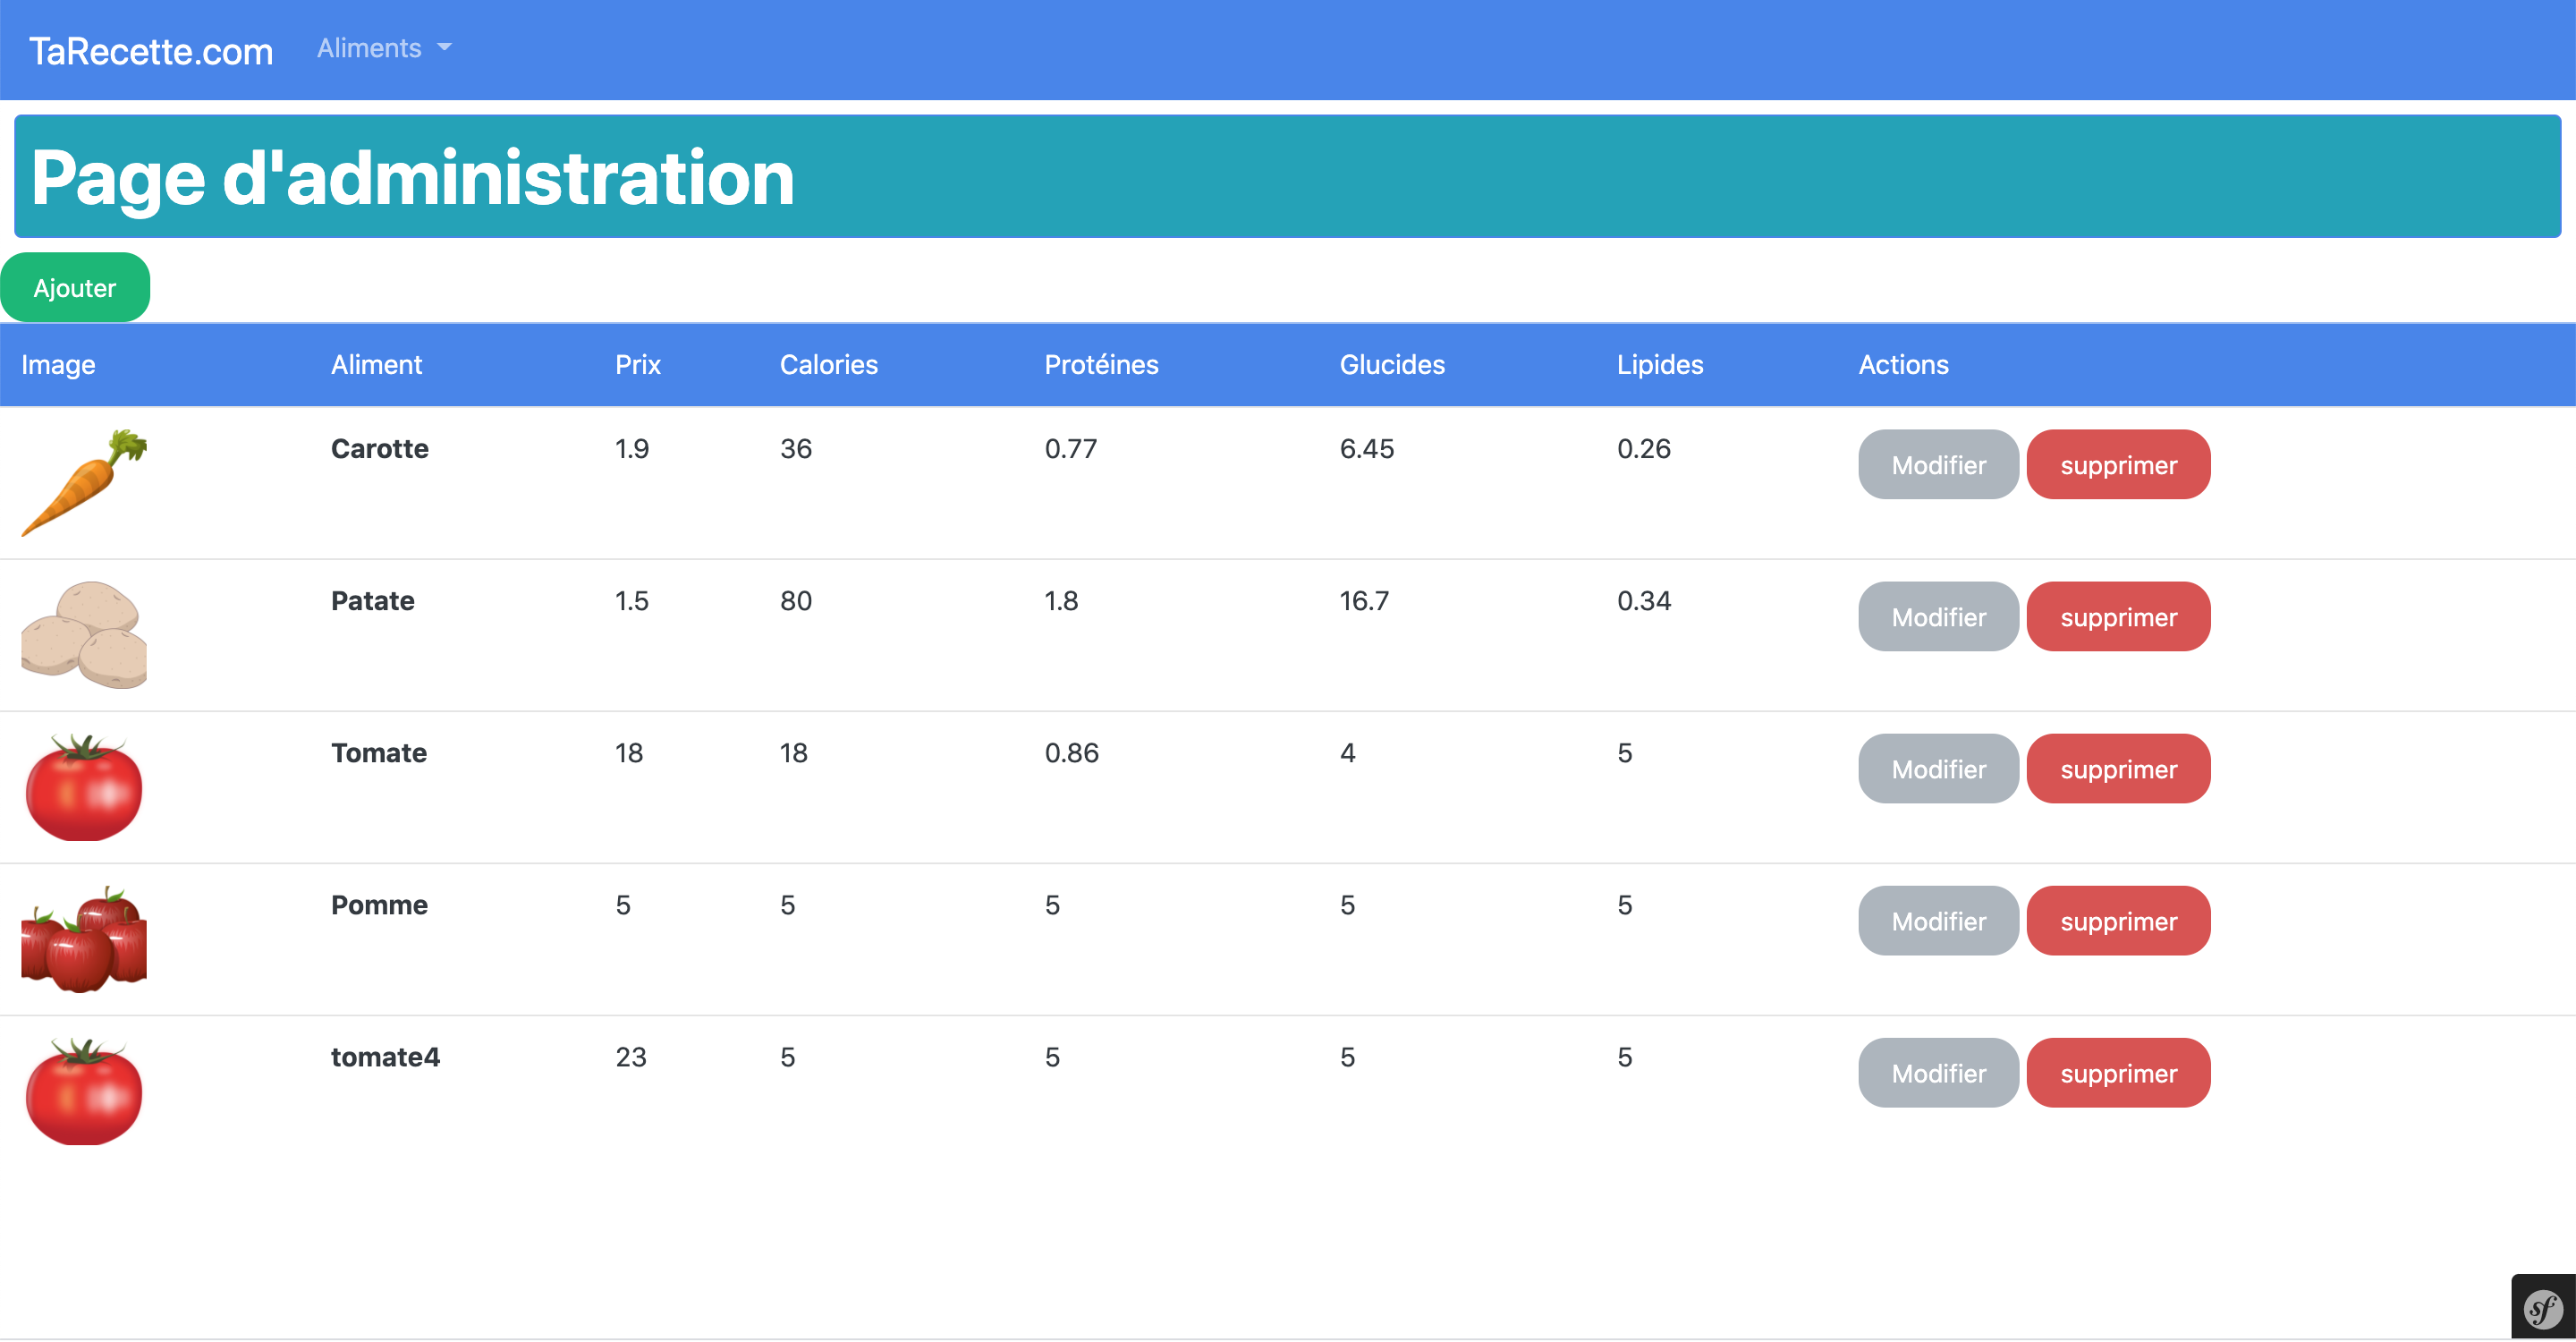 TaRecette.com Aliments
Page d'administration
Ajouter
Image Aliment Prix Calories Protéines Glucides Lipides Actions
Carotte 1.9 36 0.77 6.45 0.26 Modifier supprimer
Patate 1.5 80 1.8 16.7 0.34 Modifier supprimer
Tomate 18 18 0.86 4 5 Modifier supprimer
Pomme 5 5 5 5 5 Modifier supprimer
tomate4 23 5 5 5 5 Modifier supprimer
sf